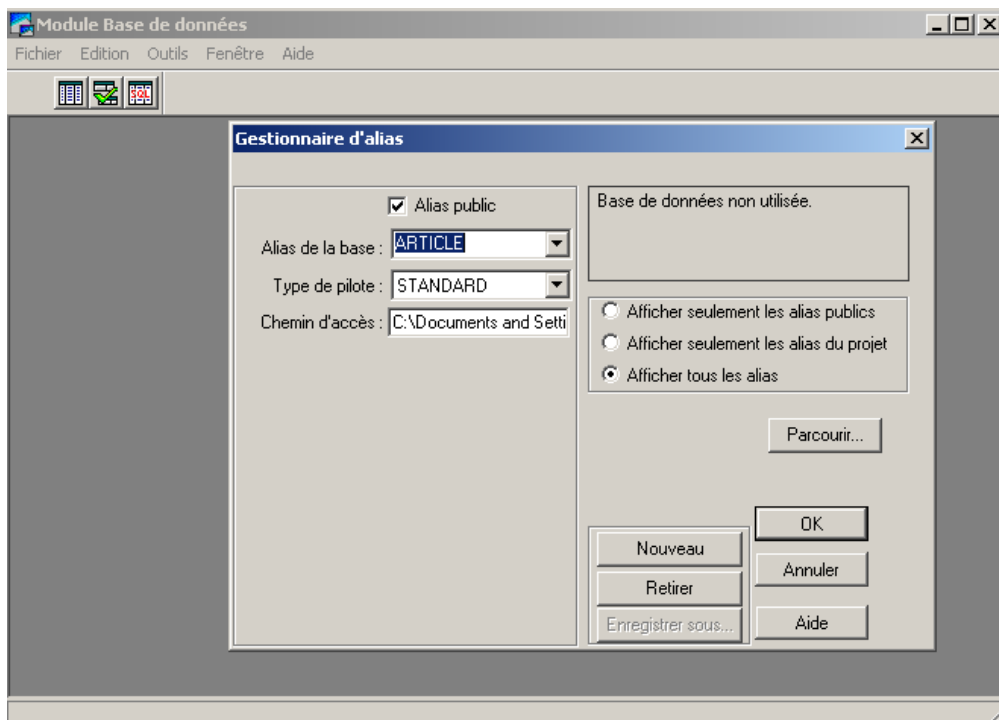 Module Base de données
Fichier Edition Outils Fenêtre Aide
SQL
Gestionnaire d'alias
Alias public
Alias de la base : ARTICLE
Type de pilote : STANDARD
Chemin d'accès : C:\Documents and Setti
Base de données non utilisée.
Afficher seulement les alias publics
Afficher seulement les alias du projet
Afficher tous les alias
Parcourir...
Nouveau
Retirer
Enregistrer sous...
OK
Annuler
Aide